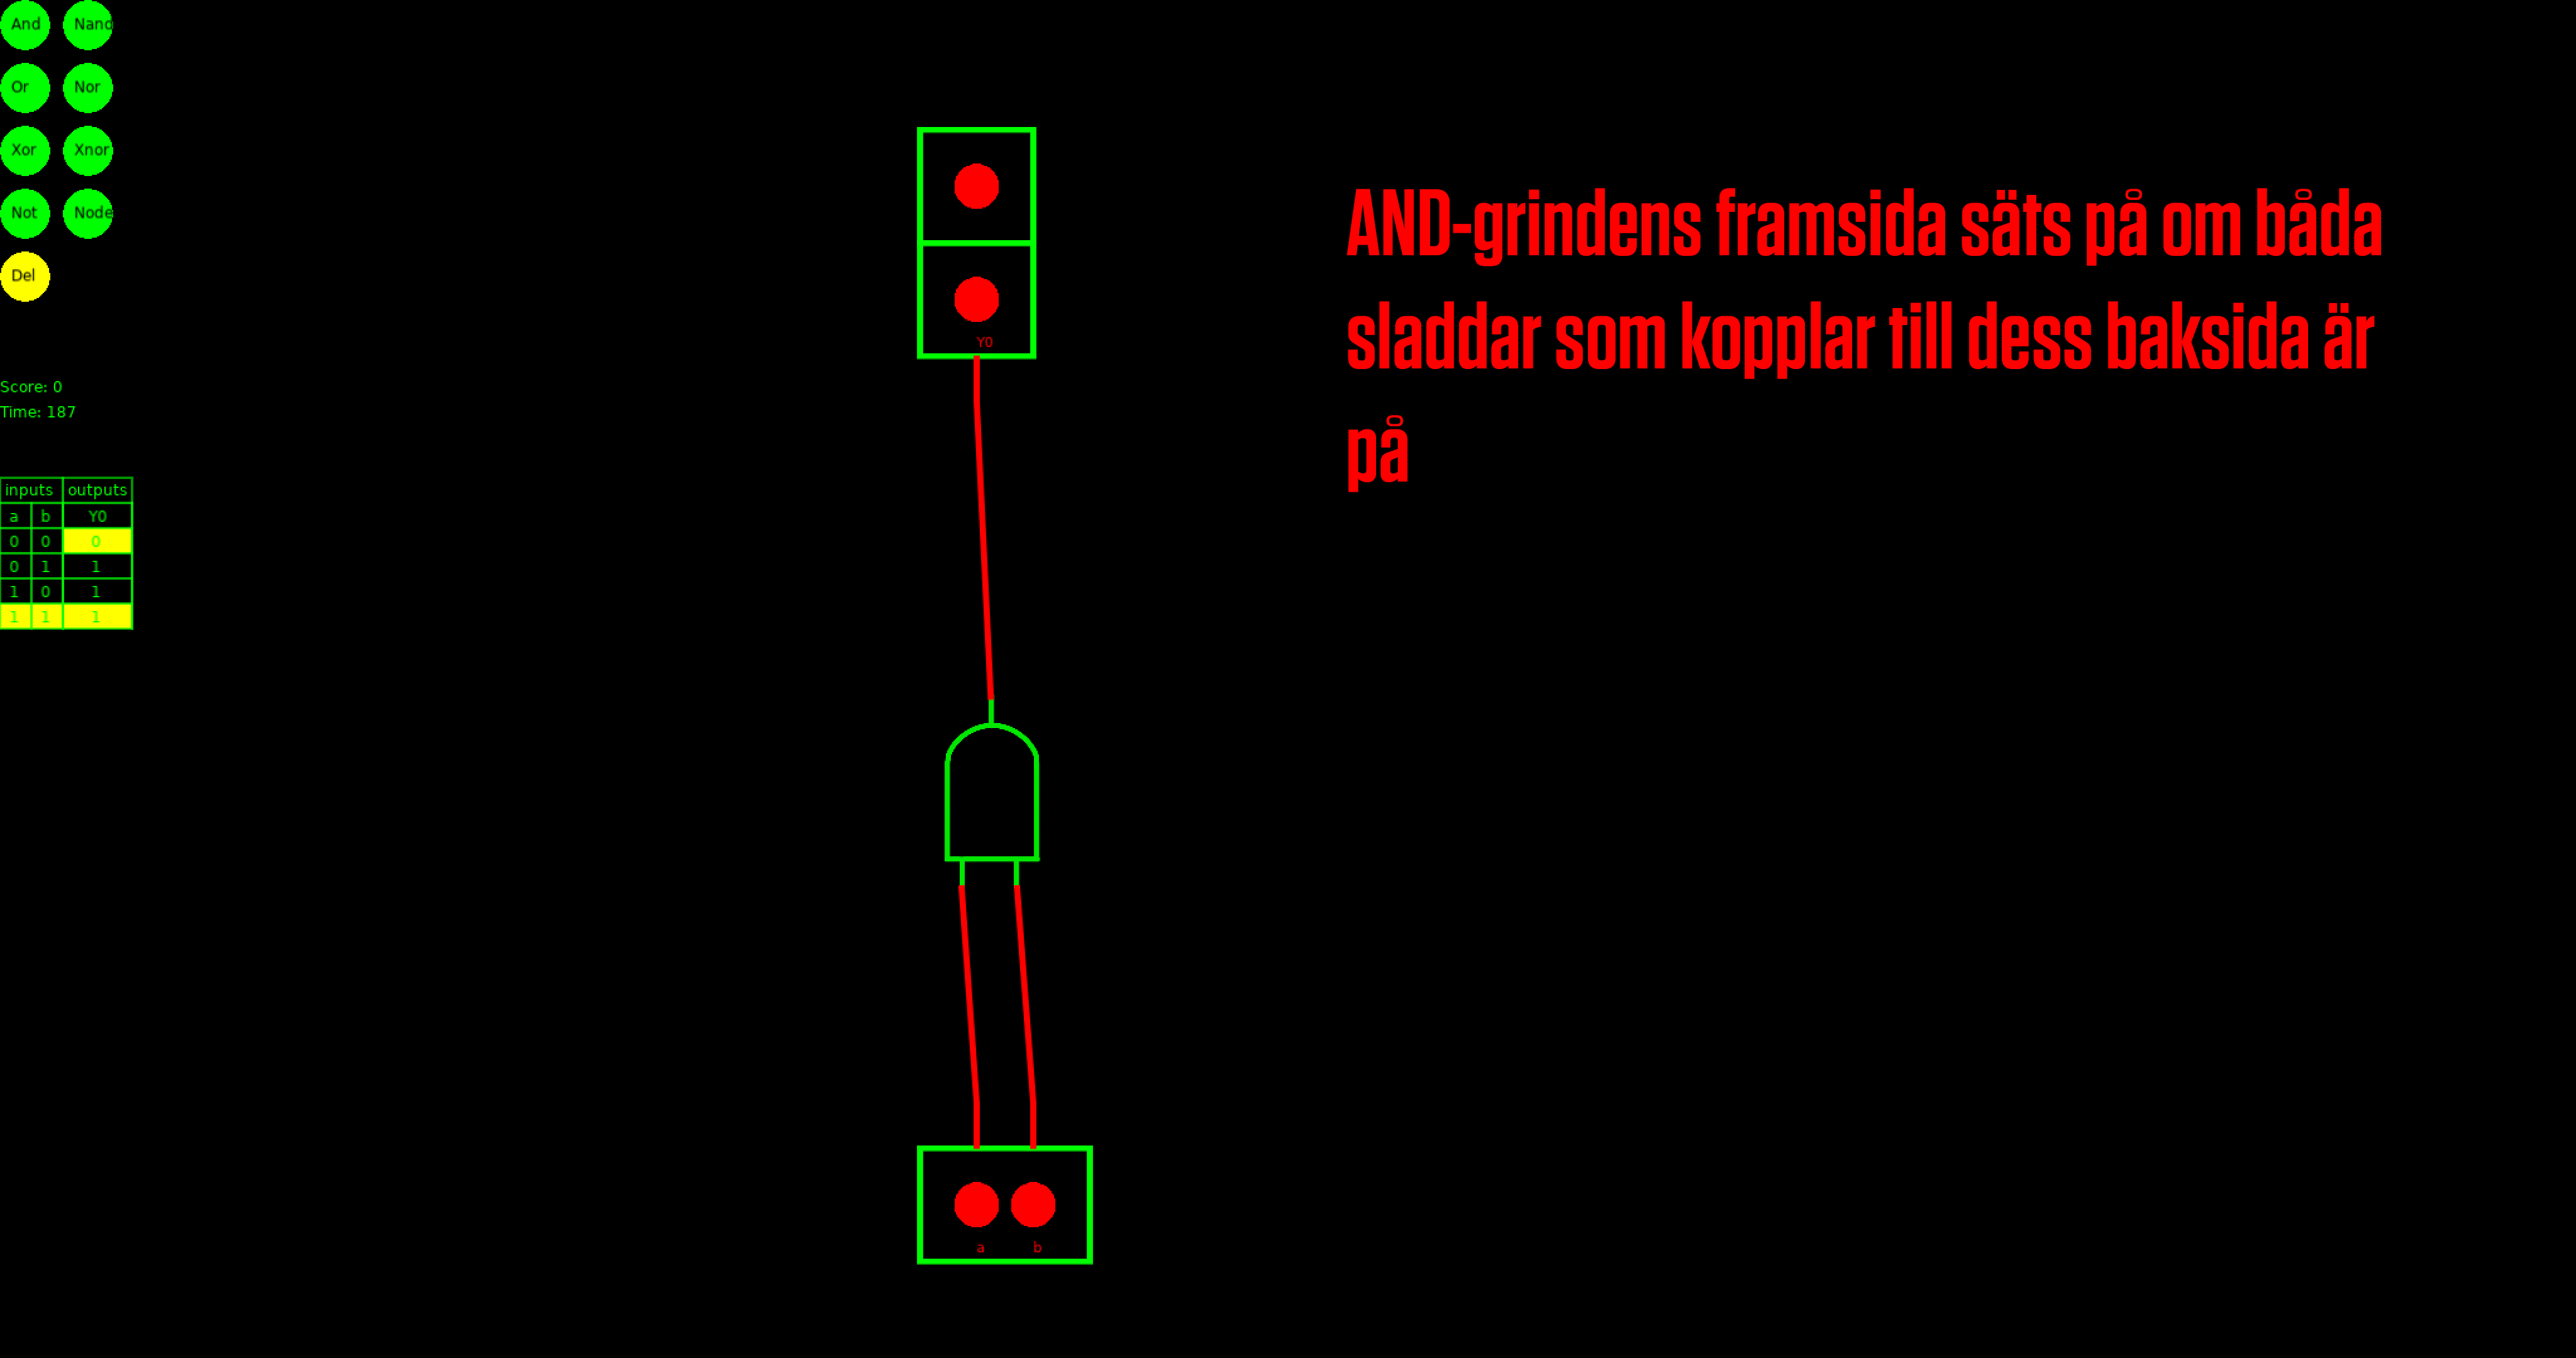 And Nand
Or Nor
Xor Xnor
Not Node
Del
Score: 0
Time: 187
inputs outputs
a b Y0
0 0 0
0 1 1
1 0 1
1 1 1
Y0
a b
AND-grindens framsida säts på om båda
sladdar som kopplar till dess baksida är
på